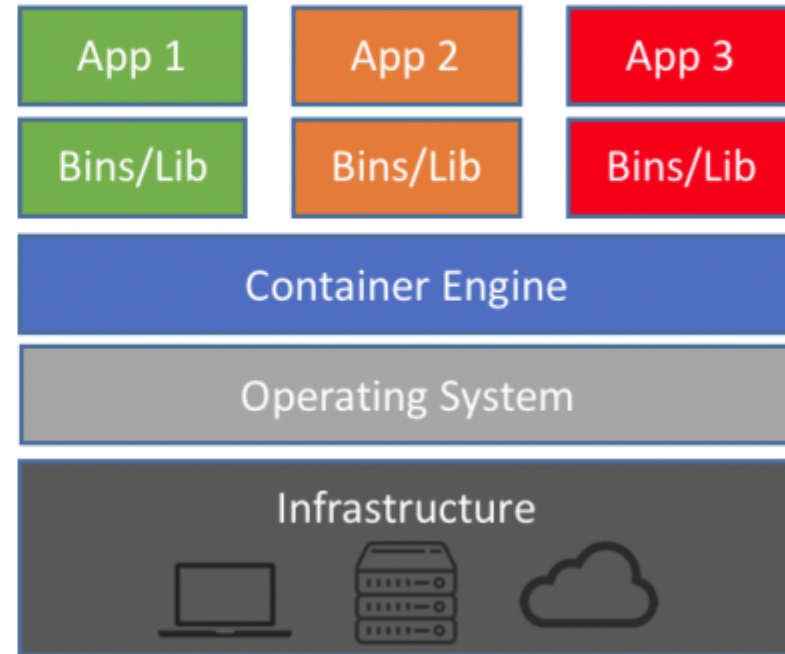 App 1
App 2
App 3
Bins/Lib
Bins/Lib
Bins/Lib
Container Engine
Operating System
Infrastructure